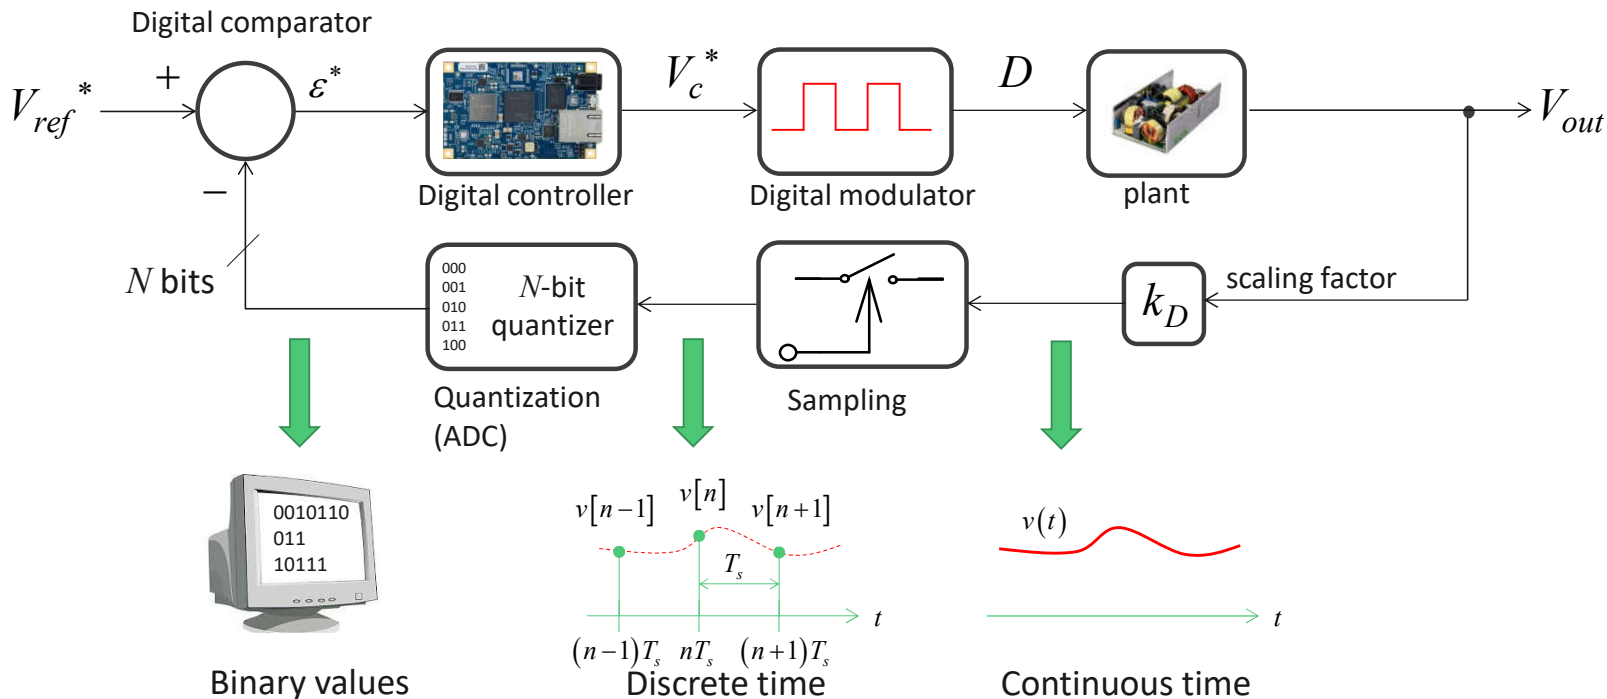 Digital comparator
+
ε*
V_c*
D
V_ref*
V_out
−
Digital controller
Digital modulator
plant
N bits
000
001
010
011
100
N-bit
quantizer
scaling factor
k_D
Quantization
(ADC)
Sampling
0010110
011
10111
v[n−1]
v[n]
v[n+1]
T_s
t
(n−1)T_s
nT_s
(n+1)T_s
v(t)
t
Binary values
Discrete time
Continuous time